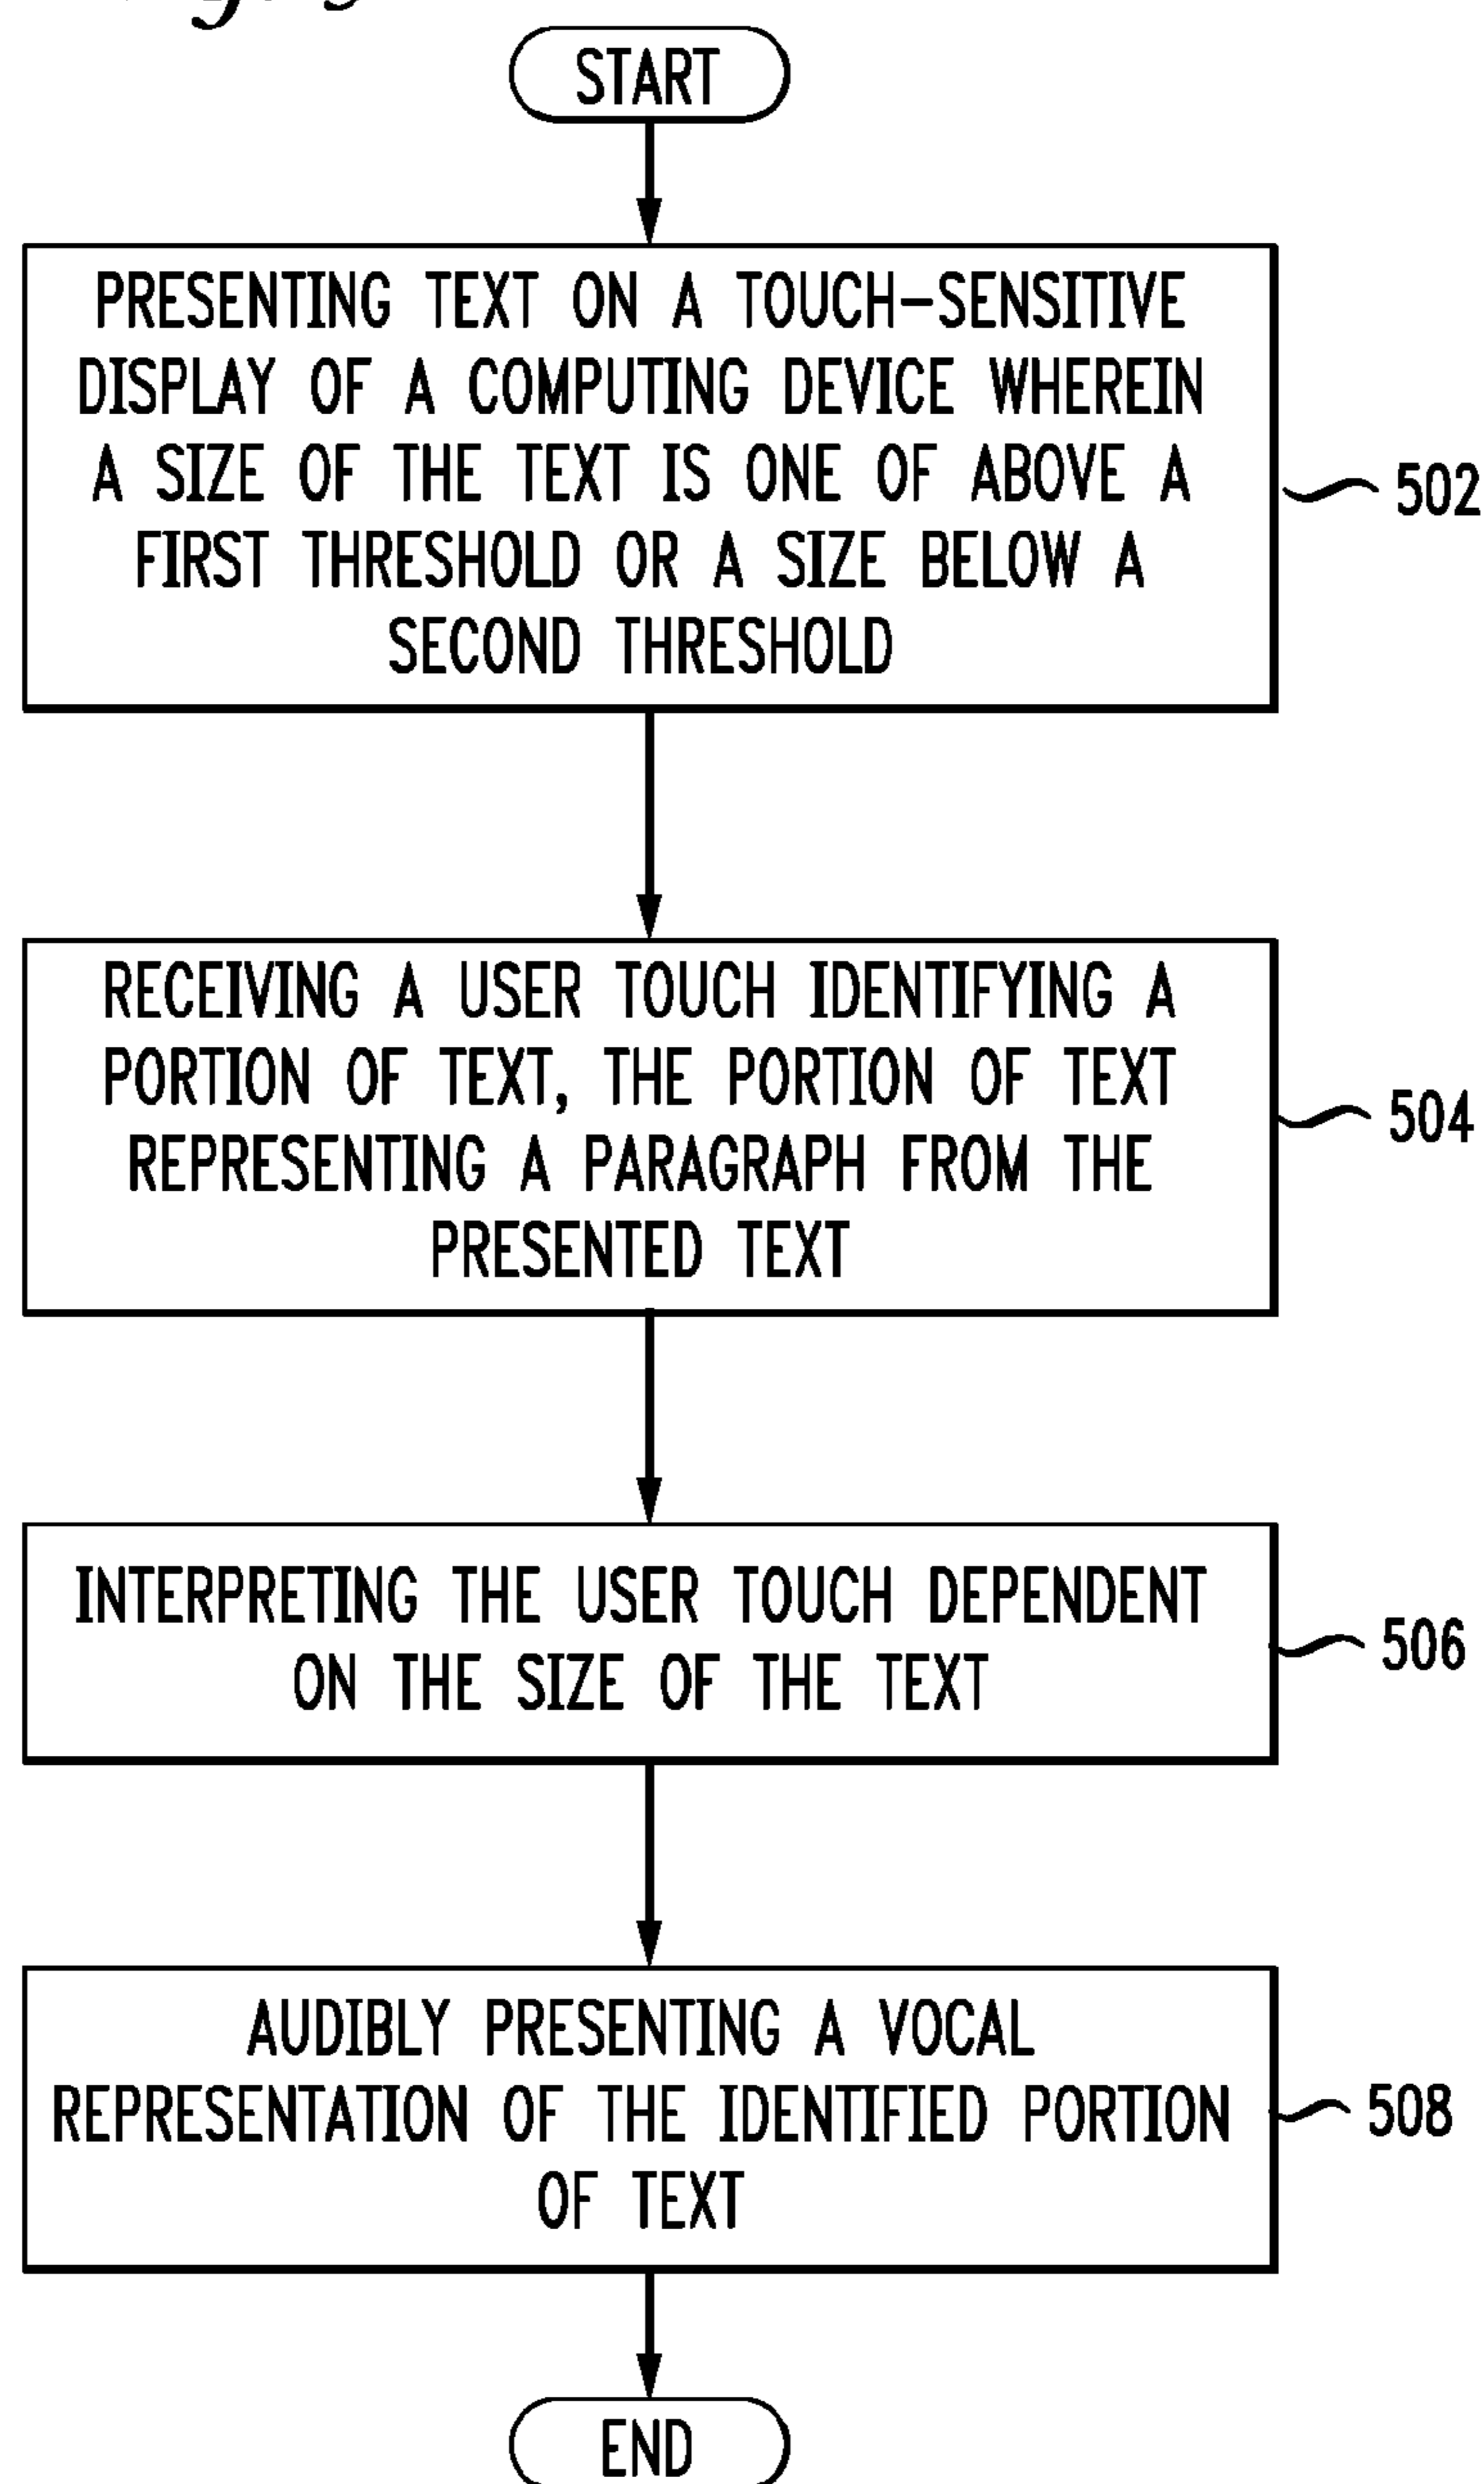 START
PRESENTING TEXT ON A TOUCH-SENSITIVE
DISPLAY OF A COMPUTING DEVICE WHEREIN
A SIZE OF THE TEXT IS ONE OF ABOVE A
FIRST THRESHOLD OR A SIZE BELOW A
SECOND THRESHOLD
502
RECEIVING A USER TOUCH IDENTIFYING A
PORTION OF TEXT, THE PORTION OF TEXT
REPRESENTING A PARAGRAPH FROM THE
PRESENTED TEXT
504
INTERPRETING THE USER TOUCH DEPENDENT
ON THE SIZE OF THE TEXT
506
AUDIBLY PRESENTING A VOCAL
REPRESENTATION OF THE IDENTIFIED PORTION
OF TEXT
508
END